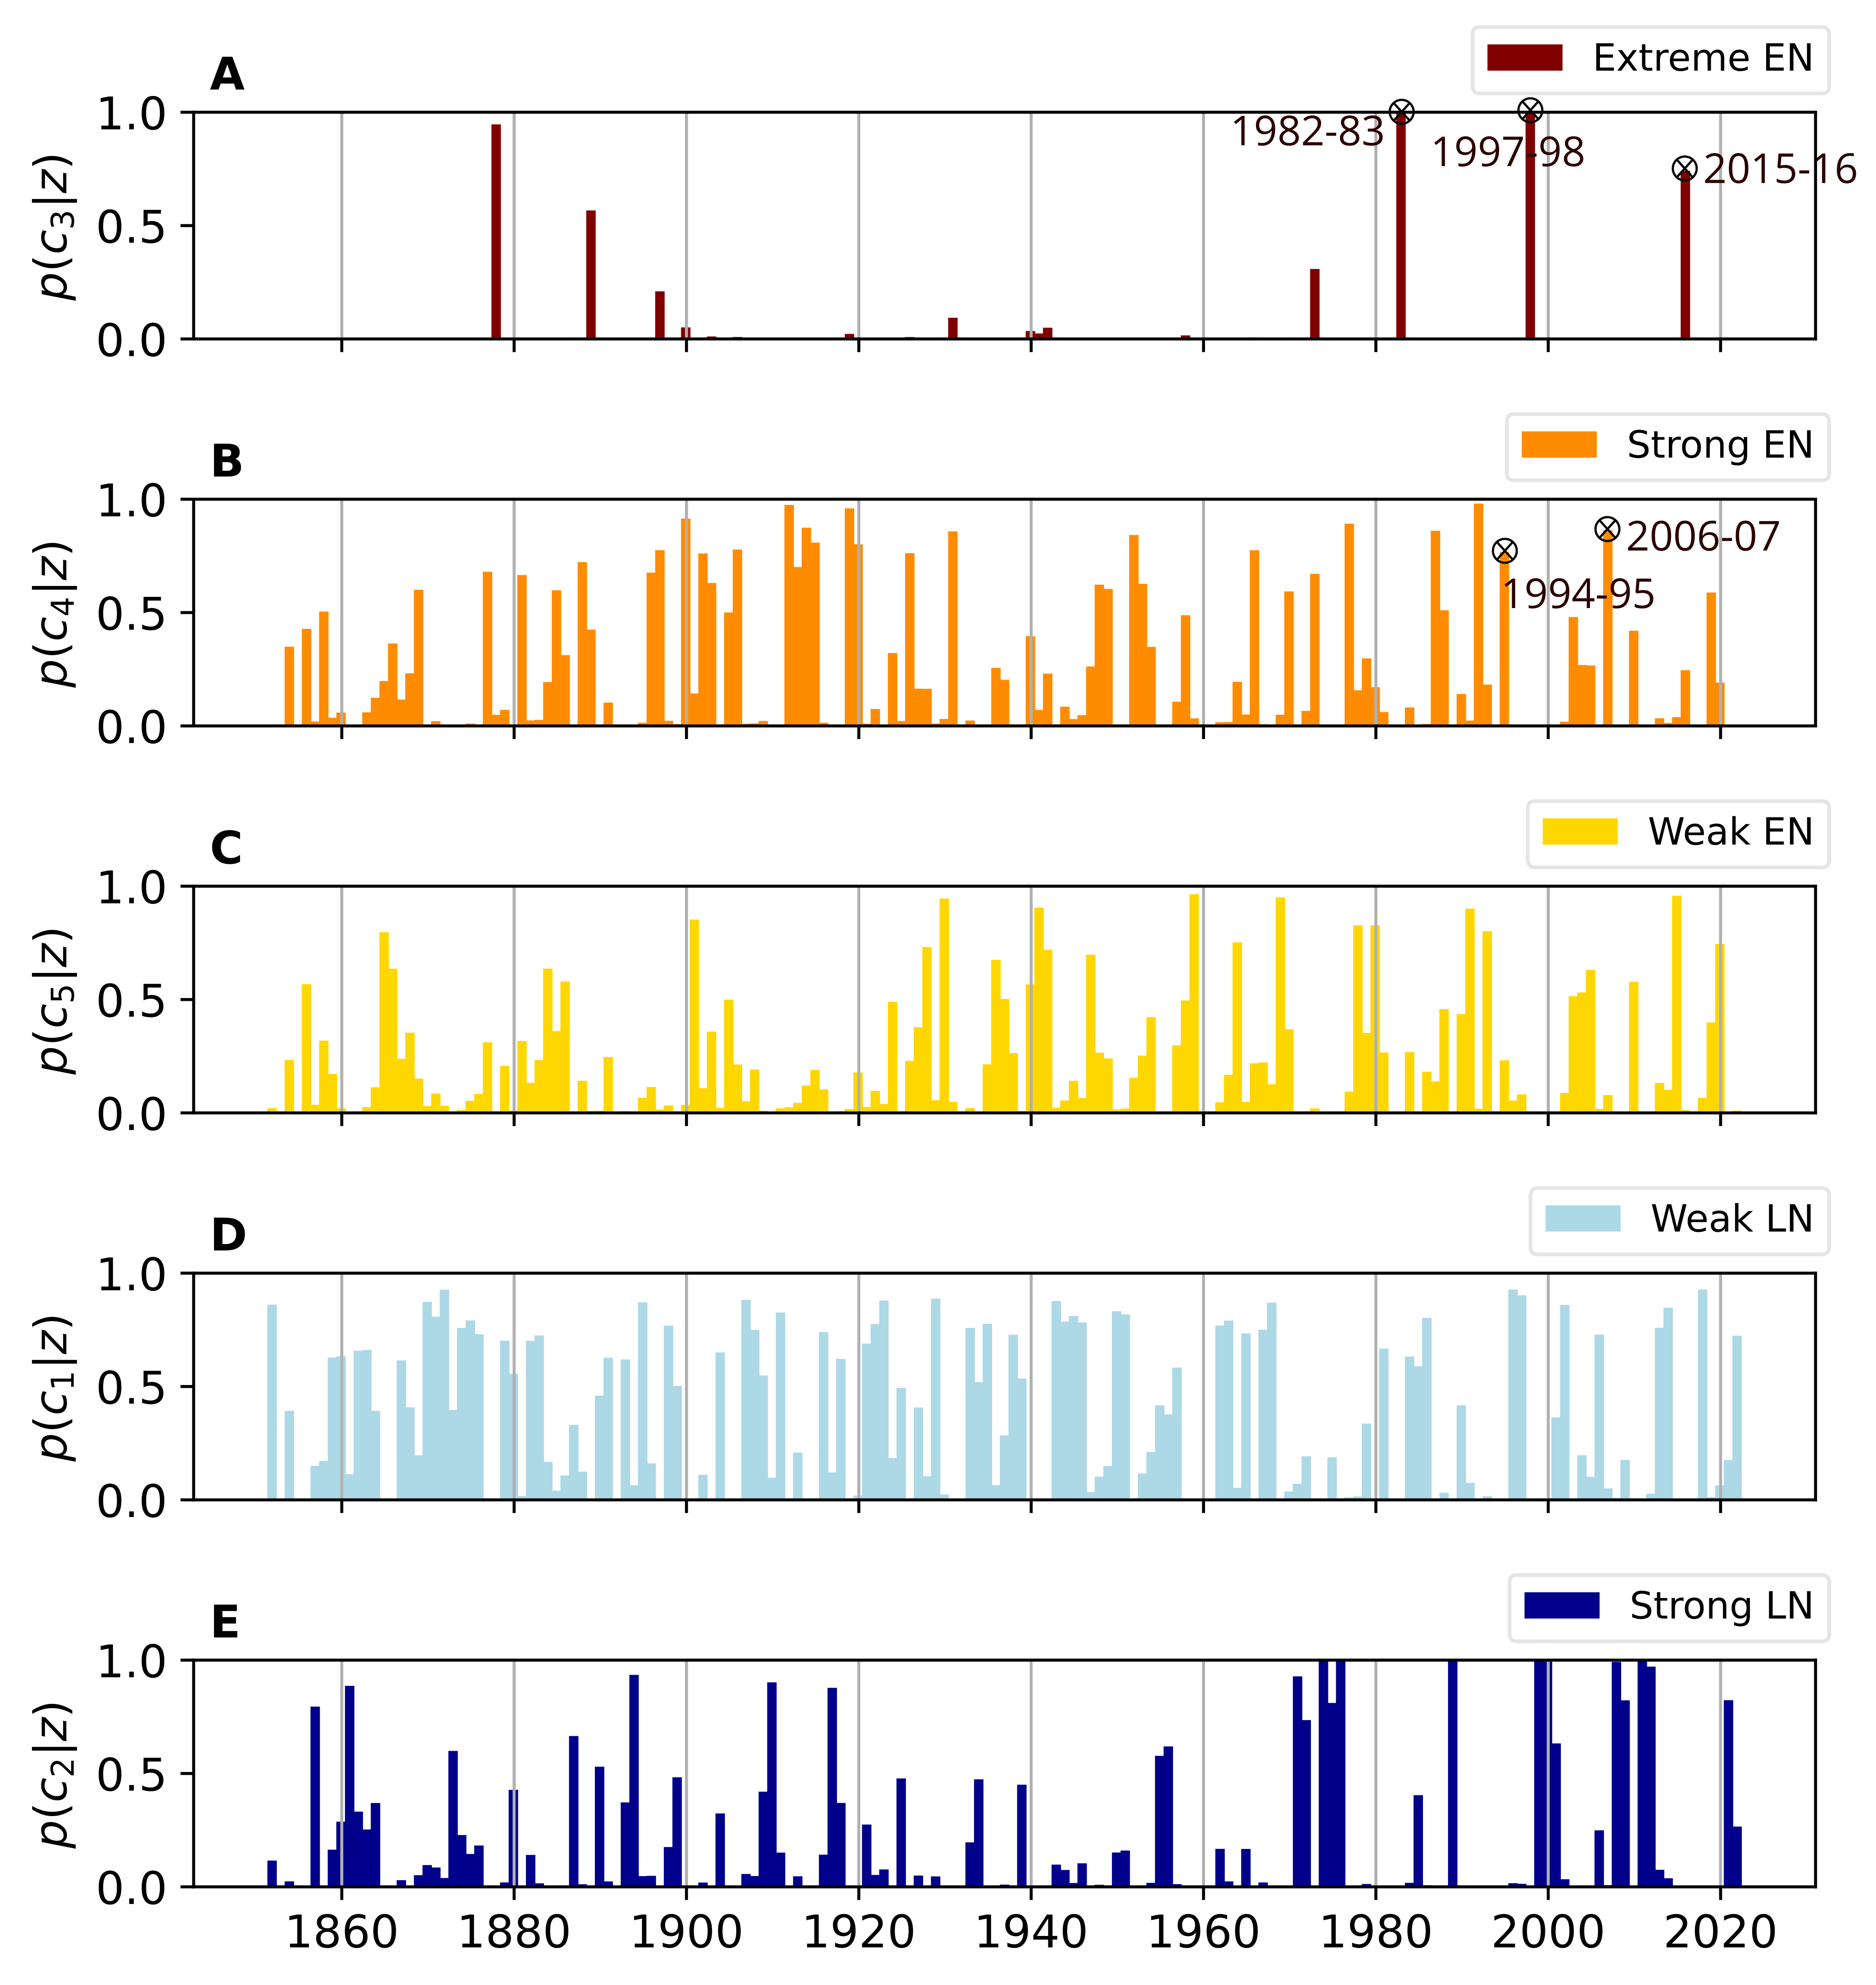 A
Extreme EN
1.0
0.5
0.0
p(c₃|z)
1982-83
1997-98
2015-16
B
Strong EN
1.0
0.5
0.0
p(c₄|z)
2006-07
1994-95
C
Weak EN
1.0
0.5
0.0
p(c₅|z)
D
Weak LN
1.0
0.5
0.0
p(c₁|z)
E
Strong LN
1.0
0.5
0.0
p(c₂|z)
1860 1880 1900 1920 1940 1960 1980 2000 2020